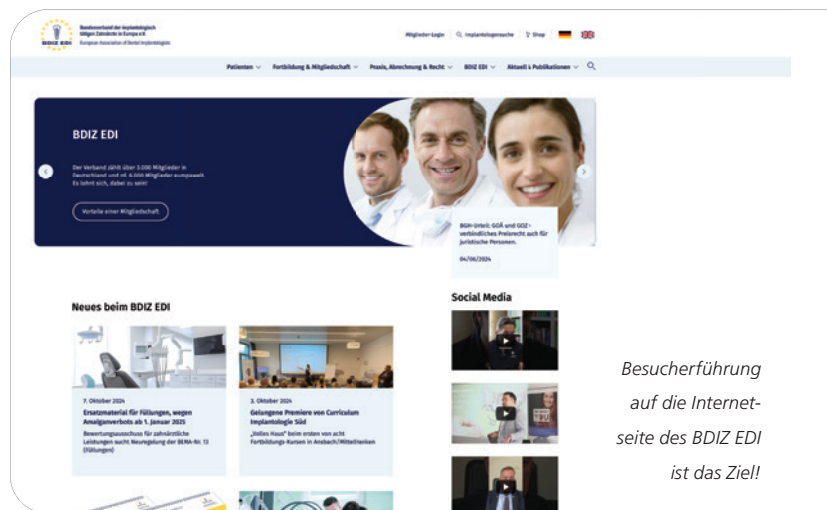 Bundesverband der implantologisch
tätigen Zahnärzte in Europa e.V.
European Association of Dental Implantologists
BDIZ EDI
Mitglieder-Login
Implantologensuche
Shop
Patienten
Fortbildung & Mitgliedschaft
Praxis, Abrechnung & Recht
BDIZ EDI
Aktuell & Publikationen
BDIZ EDI
Der Verband zählt über 3.000 Mitglieder in
Deutschland und rd. 6.000 Mitglieder europaweit.
Es lohnt sich, dabei zu sein!
Vorteile einer Mitgliedschaft
BGH-Urteil: GOÄ und GOZ -
verbindliches Preisrecht auch für
juristische Personen.
04/06/2024
Neues beim BDIZ EDI
7. Oktober 2024
Ersatzmaterial für Füllungen, wegen
Amalganverbots ab 1. Januar 2025
Bewertungsausschuss für zahnärztliche
Leistungen sucht Neuregelung der BEMA-Nr. 13
(Füllungen)
3. Oktober 2024
Gelungene Premiere von Curriculum
Implantologie Süd
„Volles Haus" beim ersten von acht
Fortbildungs-Kursen in Ansbach/Mittelfranken
Social Media
Besucherführung
auf die Internet-
seite des BDIZ EDI
ist das Ziel!